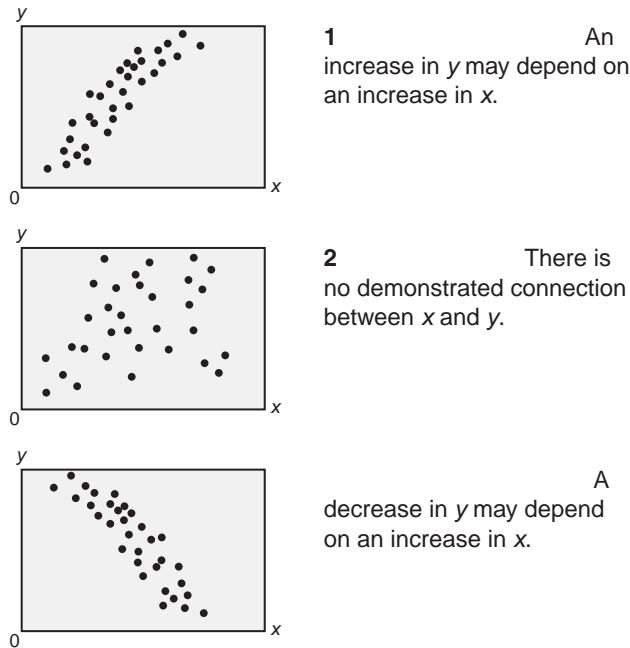 y
1 An
increase in y may depend on
an increase in x.
0
x
y
2 There is
no demonstrated connection
between x and y.
0
x
y
A
decrease in y may depend
on an increase in x.
0
x